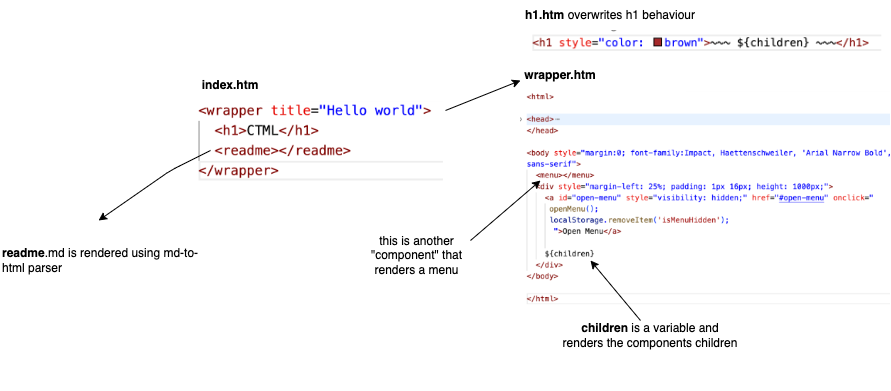 h1.htm overwrites h1 behaviour
<h1 style="color: brown">~~~ ${children} ~~~</h1>
index.htm
<wrapper title="Hello world">
<h1>CTML</h1>
<readme></readme>
</wrapper>
wrapper.htm
<html>
<head>…
</head>
<body style="margin:0; font-family:Impact, Haettenschweiler, 'Arial Narrow Bold',
sans-serif">
<menu></menu>
<div style="margin-left: 25%; padding: 1px 16px; height: 1000px;">
<a id="open-menu" style="visibility: hidden;" href="#open-menu" onclick="
openMenu();
localStorage.removeItem('isMenuHidden');
">Open Menu</a>
${children}
</div>
</body>
</html>
readme.md is rendered using md-to-
html parser
this is another
"component" that
renders a menu
children is a variable and
renders the components children